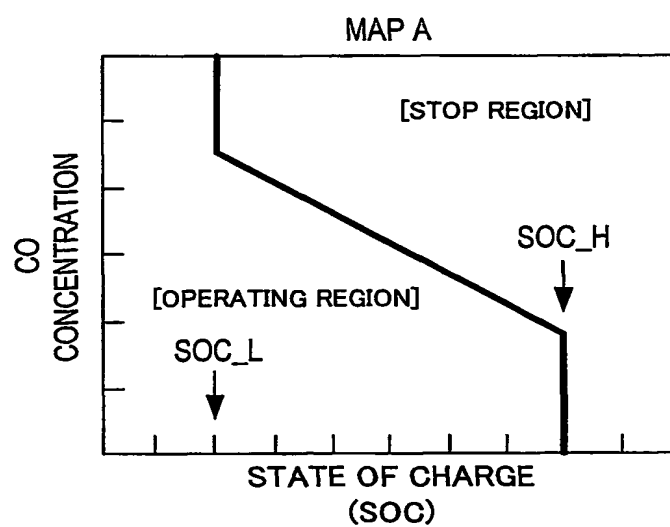 MAP A
[STOP REGION]
CO
CONCENTRATION
SOC_H
[OPERATING REGION]
SOC_L
STATE OF CHARGE
(SOC)